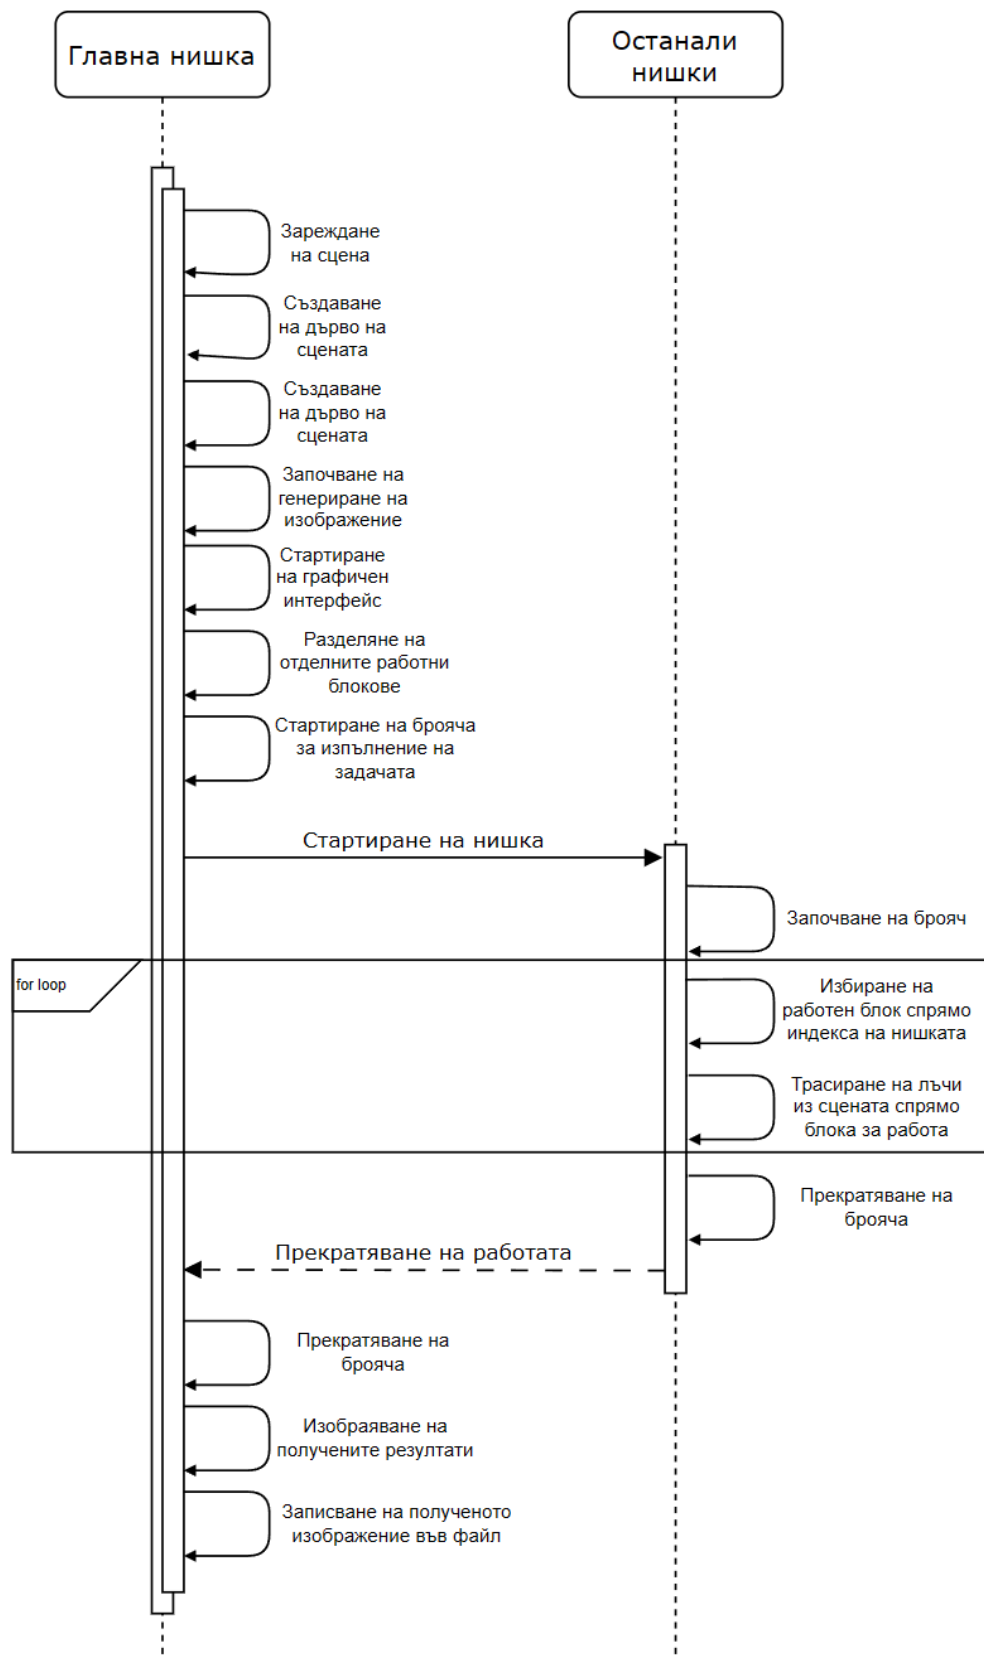 Главна нишка
Останали
нишки
Зареждане
на сцена
Създаване
на дърво на
сцената
Създаване
на дърво на
сцената
Започване на
генериране на
изображение
Стартиране
на графичен
интерфейс
Разделяне на
отделните работни
блокове
Стартиране на брояча
за изпълнение на
задачата
Стартиране на нишка
Започване на брояч
for loop
Избиране на
работен блок спрямо
индекса на нишката
Трасиране на лъчи
из сцената спрямо
блока за работа
Прекратяване на
брояча
Прекратяване на работата
Прекратяване на
брояча
Изобраяване на
получените резултати
Записване на полученото
изображение във файл